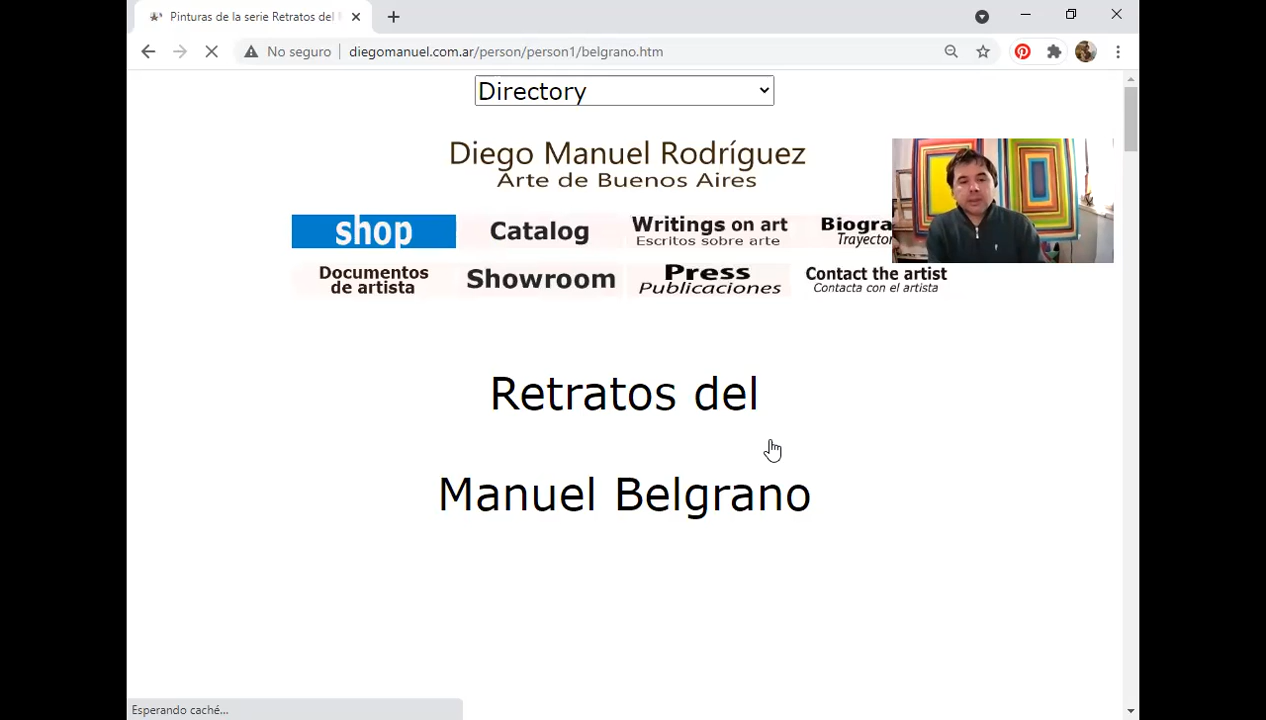 Pinturas de la serie Retratos del
No seguro
diegomanuel.com.ar/person/person1/belgrano.htm
Directory
Diego Manuel Rodríguez
Arte de Buenos Aires
shop
Catalog
Writings on art
Escritos sobre arte
Biogra
Trayector
Documentos
de artista
Showroom
Press
Publicaciones
Contact the artist
Contacta con el artista
Retratos del
Manuel Belgrano
Esperando caché...